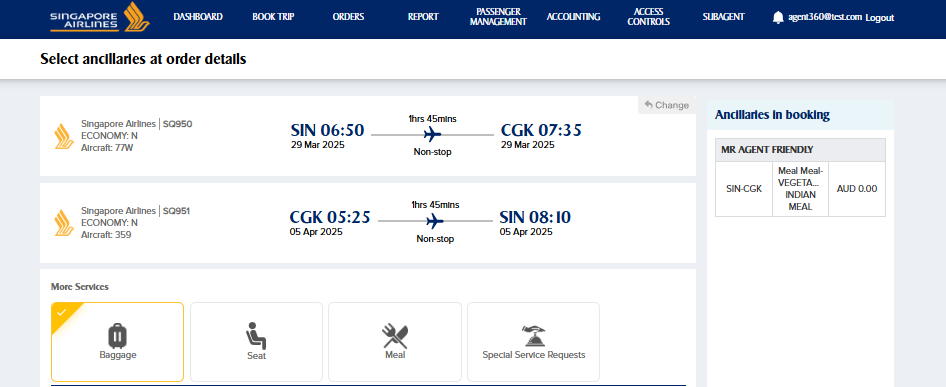 SINGAPORE AIRLINES
DASHBOARD
BOOK TRIP
ORDERS
REPORT
PASSENGER MANAGEMENT
ACCOUNTING
ACCESS CONTROLS
SUBAGENT
agent360@test.com Logout
Select ancillaries at order details
Change
Singapore Airlines | SQ950
ECONOMY: N
Aircraft: 77W
SIN 06:50
29 Mar 2025
1hrs 45mins
Non-stop
CGK 07:35
29 Mar 2025
Singapore Airlines | SQ951
ECONOMY: N
Aircraft: 359
CGK 05:25
05 Apr 2025
1hrs 45mins
Non-stop
SIN 08:10
05 Apr 2025
More Services
Baggage
Seat
Meal
Special Service Requests
Ancillaries in booking
MR AGENT FRIENDLY
SIN-CGK
Meal Meal-
VEGETA...
INDIAN
MEAL
AUD 0.00